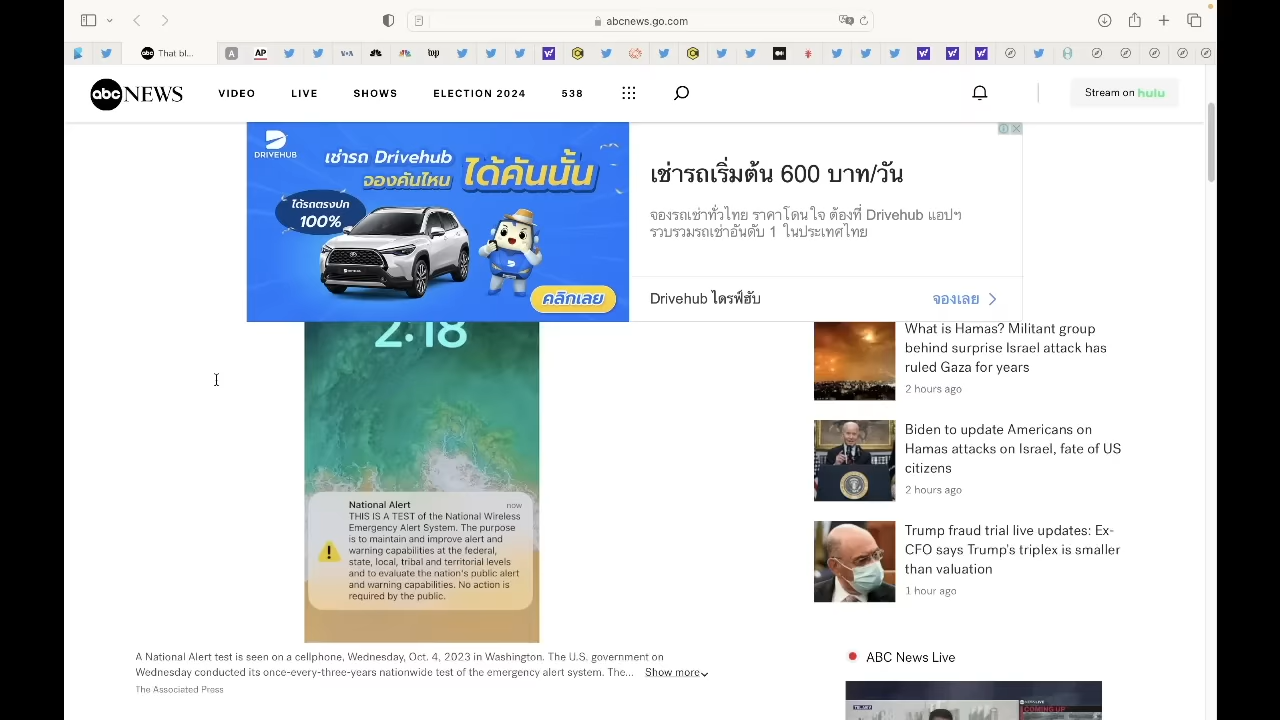 abcnews.go.com
That bl...
A
AP
VOA
wp
abc NEWS
VIDEO
LIVE
SHOWS
ELECTION 2024
538
Stream on hulu
DRIVEHUB
เช่ารถ Drivehub
จองคันไหน ได้คันนั้น
ได้รถตรงปก
100%
คลิกเลย
เช่ารถเริ่มต้น 600 บาท/วัน
จองรถเช่าทั่วไทย ราคาโดนใจ ต้องที่ Drivehub แอปฯ
รวบรวมรถเช่าอันดับ 1 ในประเทศไทย
Drivehub ไดรฟ์ฮับ
จองเลย
2:18
National Alert
now
THIS IS A TEST of the National Wireless
Emergency Alert System. The purpose
is to maintain and improve alert and
warning capabilities at the federal,
state, local, tribal and territorial levels
and to evaluate the nation's public alert
and warning capabilities. No action is
required by the public.
A National Alert test is seen on a cellphone, Wednesday, Oct. 4, 2023 in Washington. The U.S. government on
Wednesday conducted its once-every-three-years nationwide test of the emergency alert system. The... Show more
The Associated Press
What is Hamas? Militant group
behind surprise Israel attack has
ruled Gaza for years
2 hours ago
Biden to update Americans on
Hamas attacks on Israel, fate of US
citizens
2 hours ago
Trump fraud trial live updates: Ex-
CFO says Trump's triplex is smaller
than valuation
1 hour ago
ABC News Live
COMING UP